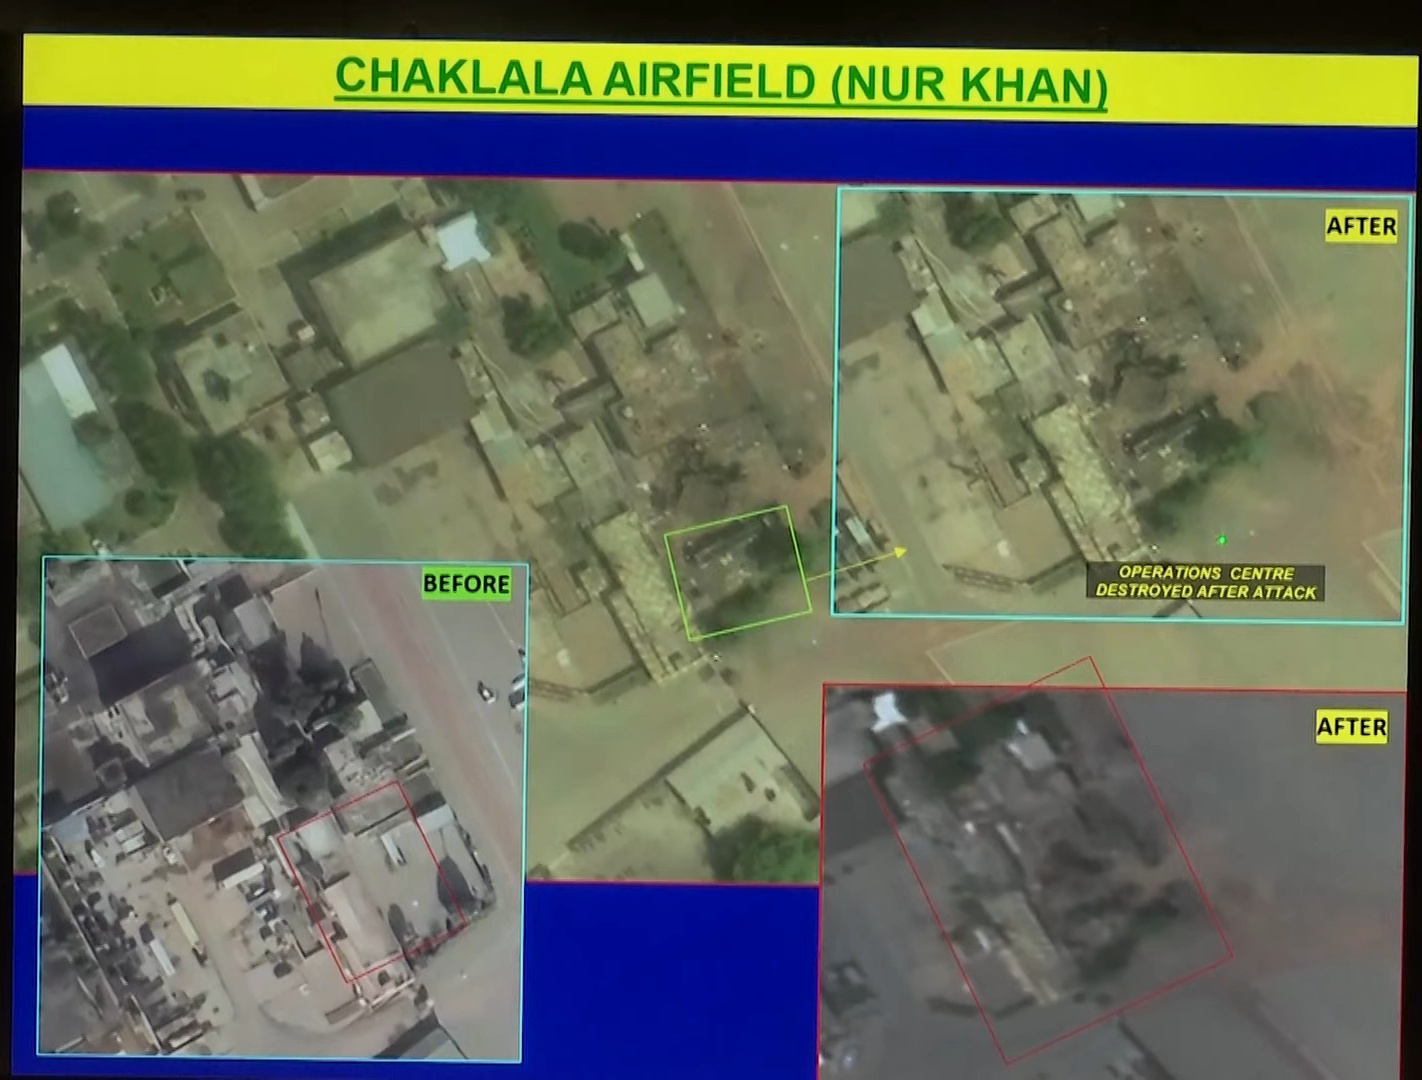 CHAKLALA AIRFIELD (NUR KHAN)
AFTER
OPERATIONS CENTRE
DESTROYED AFTER ATTACK
BEFORE
AFTER